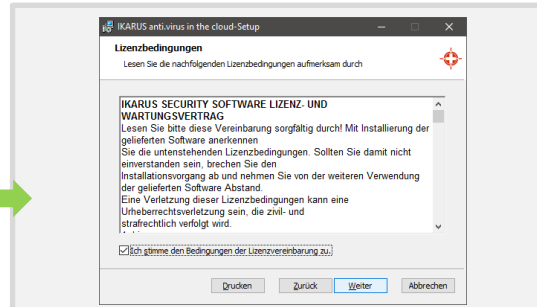 IKARUS anti.virus in the cloud-Setup
Lizenzbedingungen
Lesen Sie die nachfolgenden Lizenzbedingungen aufmerksam durch
IKARUS SECURITY SOFTWARE LIZENZ- UND
WARTUNGSVERTRAG
Lesen Sie bitte diese Vereinbarung sorgfältig durch! Mit Installierung der
gelieferten Software anerkennen
Sie die untenstehenden Lizenzbedingungen. Sollten Sie damit nicht
einverstanden sein, brechen Sie den
Installationsvorgang ab und nehmen Sie von der weiteren Verwendung
der gelieferten Software Abstand.
Eine Verletzung dieser Lizenzbedingungen kann eine
Urheberrechtsverletzung sein, die zivil- und
strafrechtlich verfolgt wird.
Ich stimme den Bedingungen der Lizenzvereinbarung zu.
Drucken Zurück Weiter Abbrechen